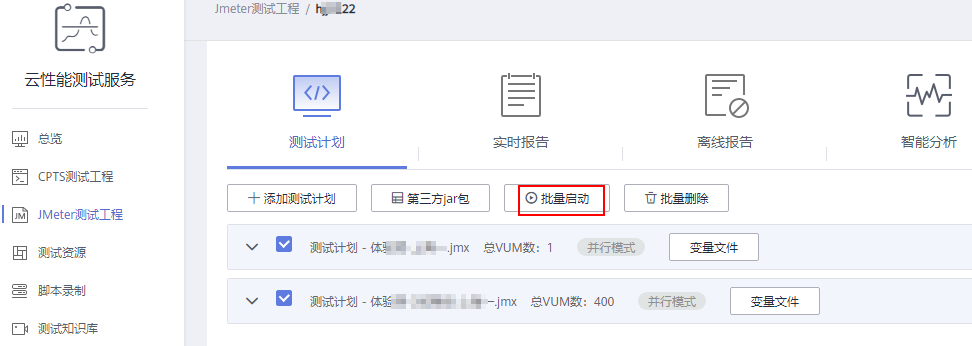 Jmeter测试工程 / h 22
云性能测试服务
总览
CPTS测试工程
JMeter测试工程
测试资源
脚本录制
测试知识库
测试计划
实时报告
离线报告
智能分析
添加测试计划
第三方jar包
批量启动
批量删除
测试计划 - 体 .jmx 总VUM数：1 并行模式 变量文件
测试计划 - 体 .jmx 总VUM数：400 并行模式 变量文件